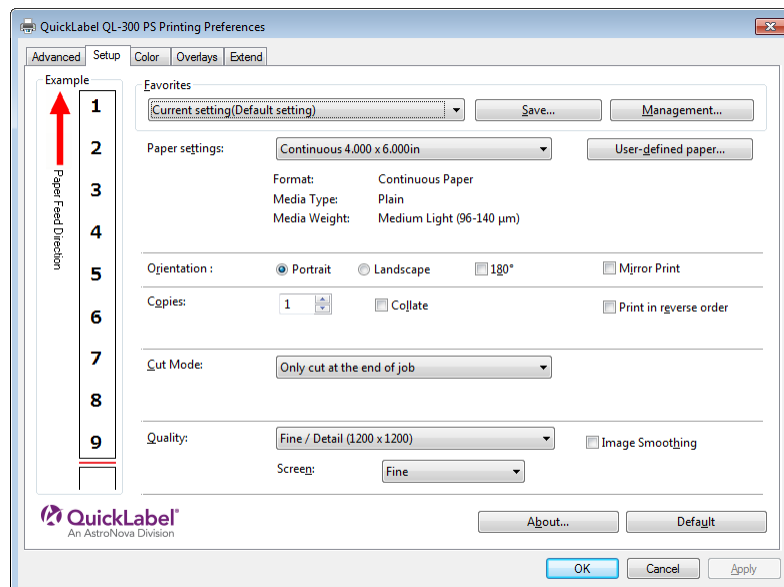 QuickLabel QL-300 PS Printing Preferences
Advanced Setup Color Overlays Extend
Example
Paper Feed Direction
1
2
3
4
5
6
7
8
9
Favorites
Current setting(Default setting) Save... Management...
Paper settings: Continuous 4.000 x 6.000in User-defined paper...
Format: Continuous Paper
Media Type: Plain
Media Weight: Medium Light (96-140 µm)
Orientation : Portrait Landscape 180° Mirror Print
Copies: 1 Collate Print in reverse order
Cut Mode: Only cut at the end of job
Quality: Fine / Detail (1200 x 1200) Image Smoothing
Screen: Fine
QuickLabel®
An AstroNova Division
About... Default
OK Cancel Apply